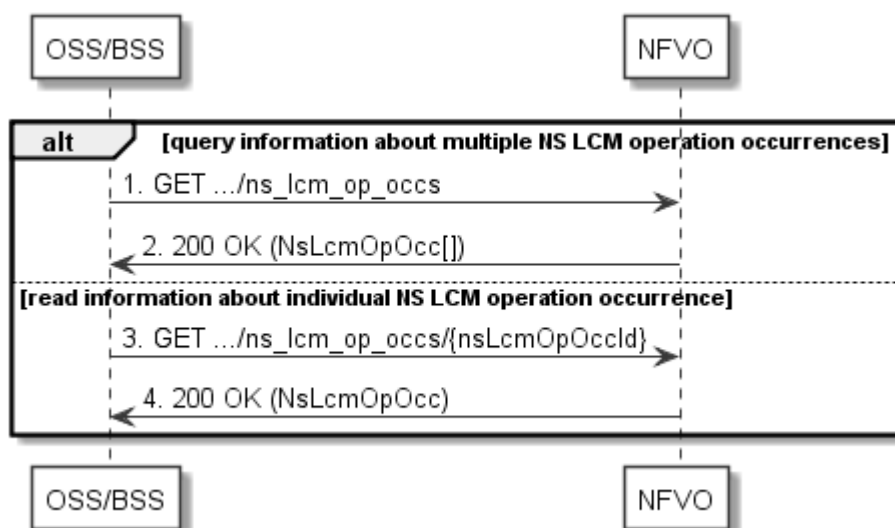 OSS/BSS NFVO
alt [query information about multiple NS LCM operation occurrences]
1. GET .../ns_lcm_op_occs
2. 200 OK (NsLcmOpOcc[])
[read information about individual NS LCM operation occurrence]
3. GET .../ns_lcm_op_occs/{nsLcmOpOccId}
4. 200 OK (NsLcmOpOcc)
OSS/BSS NFVO